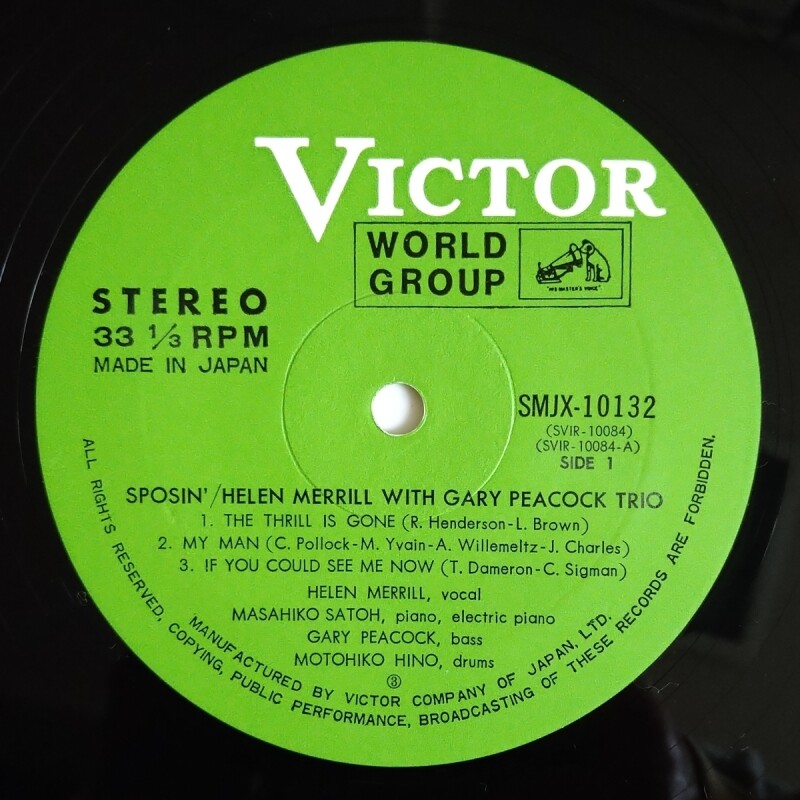 VICTOR
WORLD
GROUP
"HIS MASTER'S VOICE"
STEREO
33 1/3 RPM
MADE IN JAPAN
SMJX-10132
(SVIR-10084)
(SVIR-10084-A)
SIDE 1
SPOSIN'/HELEN MERRILL WITH GARY PEACOCK TRIO
1. THE THRILL IS GONE (R. Henderson-L. Brown)
2. MY MAN (C. Pollock-M. Yvain-A. Willemeltz-J. Charles)
3. IF YOU COULD SEE ME NOW (T. Dameron-C. Sigman)
HELEN MERRILL, vocal
MASAHIKO SATOH, piano, electric piano
GARY PEACOCK, bass
MOTOHIKO HINO, drums
③
MANUFACTURED BY VICTOR COMPANY OF JAPAN, LTD.
ALL RIGHTS RESERVED, COPYING, PUBLIC PERFORMANCE, BROADCASTING OF THESE RECORDS ARE FORBIDDEN.